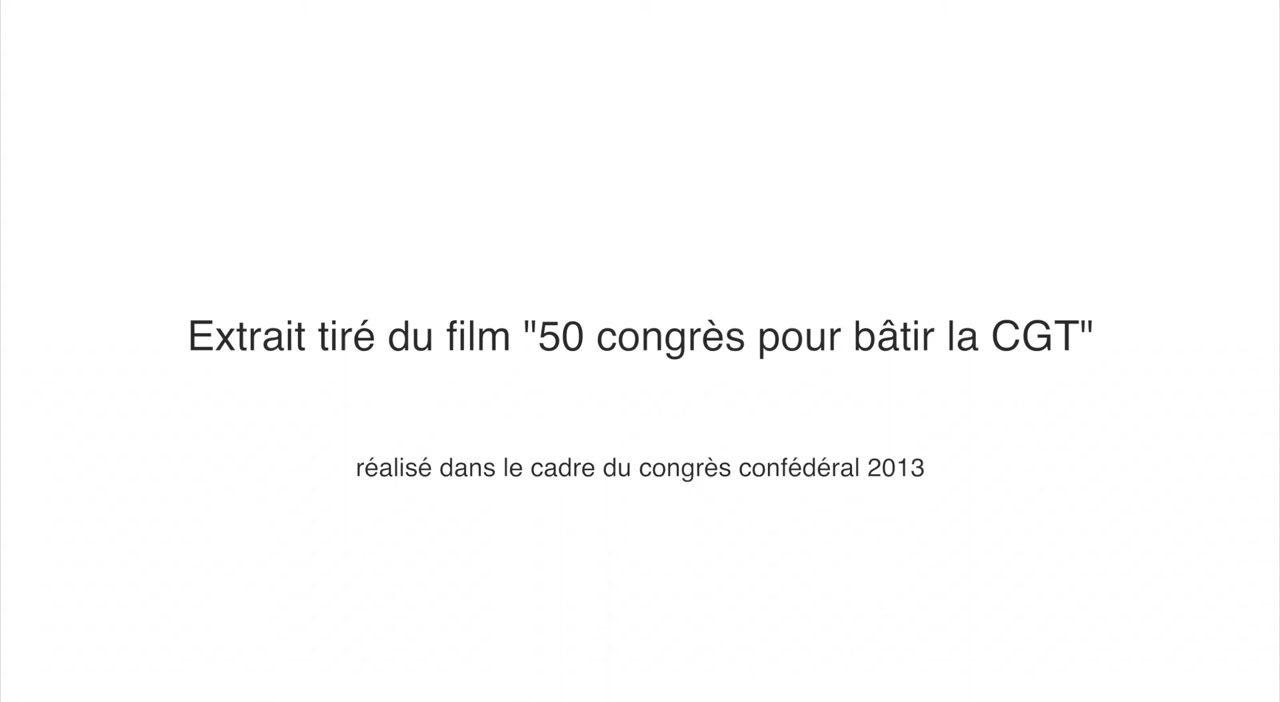 Extrait tiré du film "50 congrès pour bâtir la CGT"
réalisé dans le cadre du congrès confédéral 2013